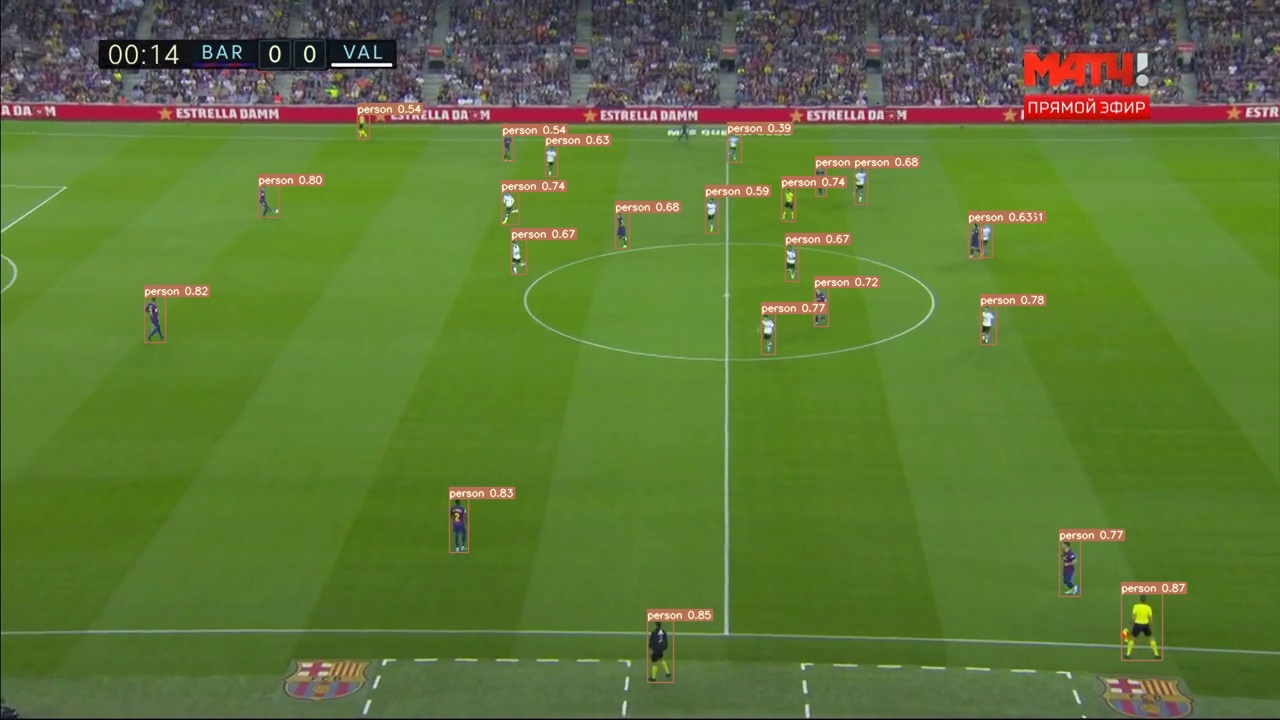 00:14 BAR 0 0 VAL
МАТЧ!
ПРЯМОЙ ЭФИР
ESTRELLA DAMM
ESTRELLA DAMM
ESTRELLA DAMM
ESTRELLA DAMM
person 0.54
person 0.54
person 0.63
person 0.39
person
person 0.68
person 0.80
person 0.74
person 0.74
person 0.59
person 0.68
person 0.63
person 0.67
person 0.67
person 0.82
person 0.72
person 0.77
person 0.78
person 0.83
2
person 0.77
person 0.87
person 0.85